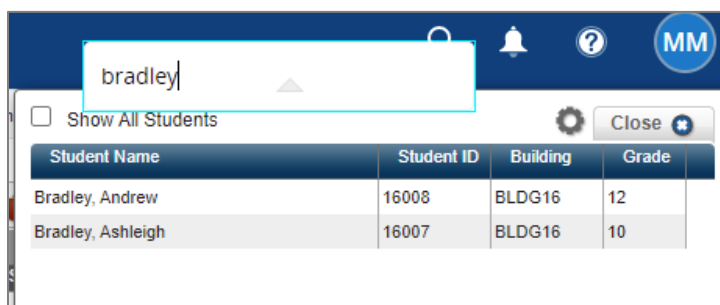 MM
bradley
Show All Students
Close
Student Name Student ID Building Grade
Bradley, Andrew 16008 BLDG16 12
Bradley, Ashleigh 16007 BLDG16 10